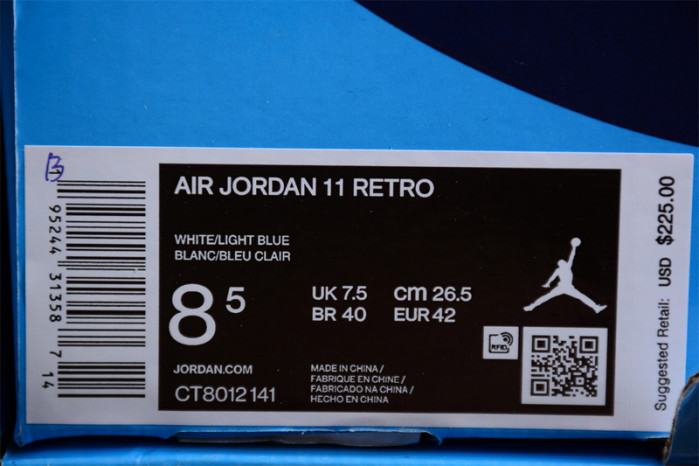 B
AIR JORDAN 11 RETRO
WHITE/LIGHT BLUE
BLANC/BLEU CLAIR
8 5
UK 7.5 cm 26.5
BR 40 EUR 42
RFID
JORDAN.COM
CT8012 141
MADE IN CHINA /
FABRIQUE EN CHINE /
FABRICADO NA CHINA /
HECHO EN CHINA
95244 31358 7 14
Suggested Retail: USD $225.00